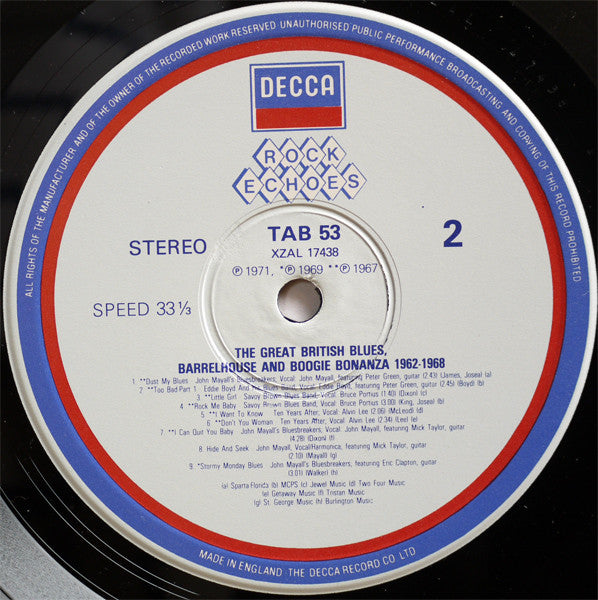 ALL RIGHTS OF THE MANUFACTURER AND OF THE OWNER OF THE RECORDED WORK RESERVED UNAUTHORISED PUBLIC PERFORMANCE BROADCASTING AND COPYING OF THIS RECORD PROHIBITED
DECCA
ROCK
ECHOES
STEREO
TAB 53
XZAL 17438
2
℗ 1971, *℗ 1969 **℗ 1967
SPEED 33⅓
THE GREAT BRITISH BLUES,
BARRELHOUSE AND BOOGIE BONANZA 1962-1968
1. **Dust My Blues John Mayall's Bluesbreakers, Vocal: John Mayall, featuring Peter Green, guitar (2.43) (James, Josea) (a)
2. **Too Bad Part 1 Eddie Boyd And His Blues Band, Vocal: Eddie Boyd, featuring Peter Green, guitar (2.45) (Boyd) (b)
3. **Little Girl Savoy Brown Blues Band, Vocal: Bruce Portius (1.40) (Dixon)
4. **Rock Me Baby Savoy Brown Blues Band, Vocal: Bruce Portius (3.00) (King, Josea) (b)
5. **I Want To Know Ten Years After, Vocal: Alvin Lee (2.06) (McLeod) (d)
6. **Don't You Woman Ten Years After, Vocal: Alvin Lee (2.34) (Lee) (e)
7. **I Can Quit You Baby John Mayall's Bluesbreakers, Vocal: John Mayall, featuring Mick Taylor, guitar
(4.28) (Dixon) (f)
8. Hide And Seek John Mayall, Vocal/Harmonica, featuring Mick Taylor, guitar
(2.10) (Mayall) (g)
9. *Stormy Monday Blues John Mayall's Bluesbreakers, featuring Eric Clapton, guitar
(3.01) (Walker) (h)
(a) Sparta Florida (b) MCPS (c) Jewel Music (d) Two Four Music
(e) Getaway Music (f) Tristan Music
(g) St. George Music (h) Burlington Music
MADE IN ENGLAND · THE DECCA RECORD CO. LTD